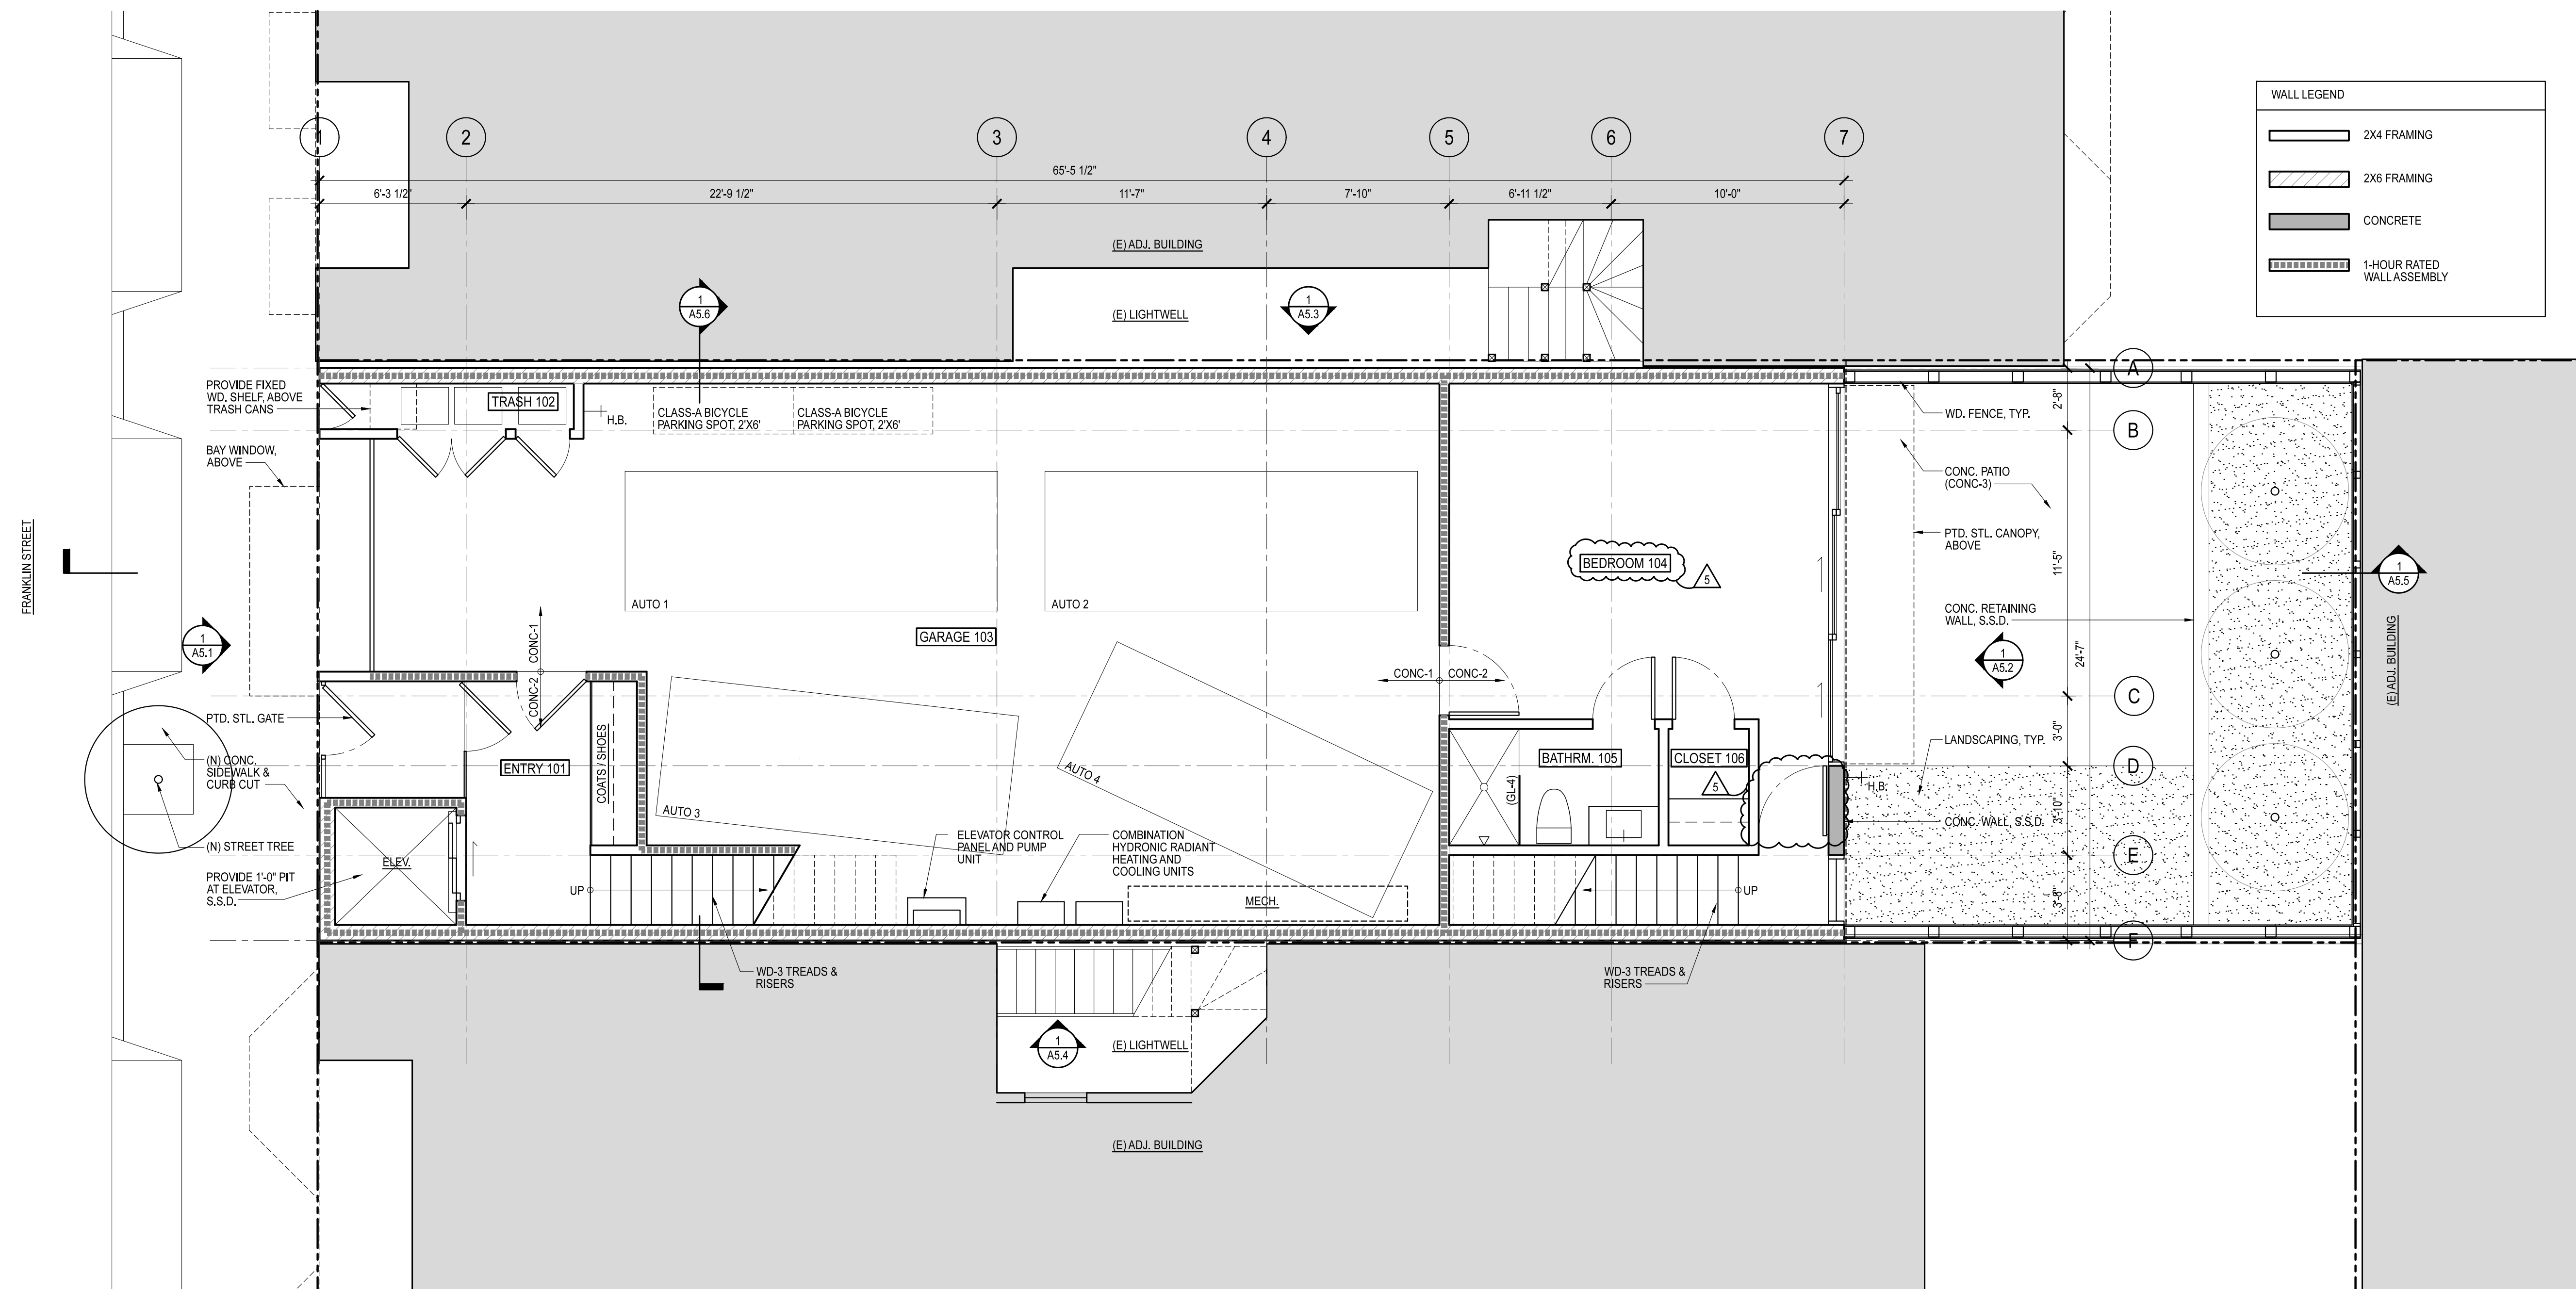 WALL LEGEND
2X4 FRAMING
2X6 FRAMING
CONCRETE
1-HOUR RATED
WALL ASSEMBLY
1
2
3
4
5
6
7
65'-5 1/2"
6'-3 1/2"
22'-9 1/2"
11'-7"
7'-10"
6'-11 1/2"
10'-0"
(E) ADJ. BUILDING
(E) LIGHTWELL
1
A5.6
1
A5.3
PROVIDE FIXED
WD. SHELF, ABOVE
TRASH CANS
BAY WINDOW,
ABOVE
FRANKLIN STREET
1
A5.1
PTD. STL. GATE
(N) CONC.
SIDEWALK &
CURB CUT
(N) STREET TREE
PROVIDE 1'-0" PIT
AT ELEVATOR,
S.S.D.
TRASH 102
H.B.
CLASS-A BICYCLE
PARKING SPOT, 2'X6'
CLASS-A BICYCLE
PARKING SPOT, 2'X6'
AUTO 1
AUTO 2
GARAGE 103
CONC-1
CONC-2
ENTRY 101
COATS / SHOES
AUTO 3
AUTO 4
ELEV.
UP
ELEVATOR CONTROL
PANEL AND PUMP
UNIT
COMBINATION
HYDRONIC RADIANT
HEATING AND
COOLING UNITS
MECH.
WD-3 TREADS &
RISERS
BEDROOM 104
5
CONC-1
CONC-2
BATHRM. 105
(GL-4)
CLOSET 106
5
UP
WD-3 TREADS &
RISERS
H.B.
WD. FENCE, TYP.
CONC. PATIO
(CONC-3)
PTD. STL. CANOPY,
ABOVE
CONC. RETAINING
WALL, S.S.D.
1
A5.2
LANDSCAPING, TYP.
CONC. WALL, S.S.D.
2'-8"
11'-5"
24'-7"
3'-0"
3'-10"
3'-8"
A
B
C
D
E
F
1
A5.5
(E) ADJ. BUILDING
1
A5.4
(E) LIGHTWELL
(E) ADJ. BUILDING